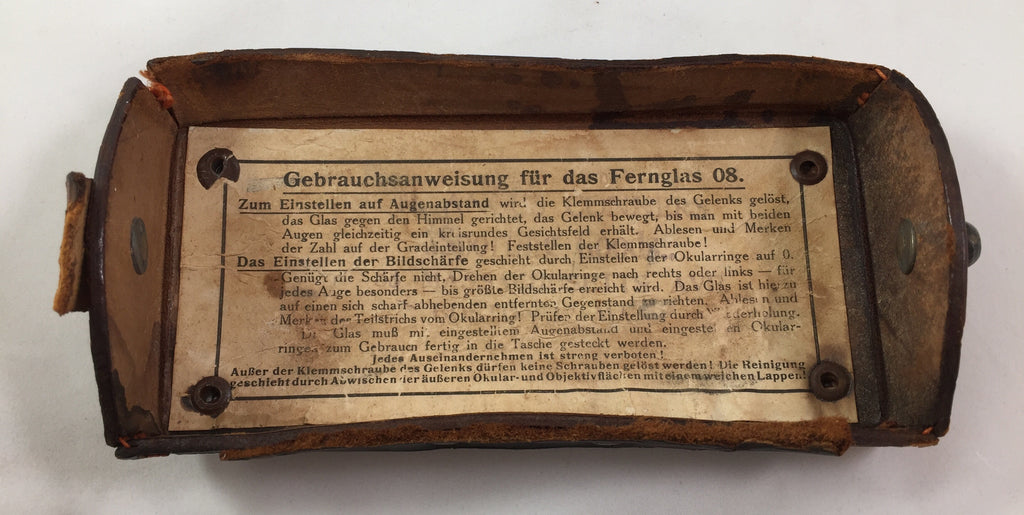 Gebrauchsanweisung für das Fernglas 08.
Zum Einstellen auf Augenabstand wird die Klemmschraube des Gelenks gelöst,
das Glas gegen den Himmel gerichtet, das Gelenk bewegt, bis man mit beiden
Augen gleichzeitig ein kreisrundes Gesichtsfeld erhält. Ablesen und Merken
der Zahl auf der Gradeinteilung! Feststellen der Klemmschraube!
Das Einstellen der Bildschärfe geschieht durch Einstellen der Okularringe auf 0.
Genügt die Schärfe nicht, Drehen der Okularringe nach rechts oder links — für
jedes Auge besonders — bis größte Bildschärfe erreicht wird. Das Glas ist hiezu
auf einen sich scharf abhebenden entfernten Gegenstand zu richten. Ablesen und
Merken des Teilstrichs vom Okularring! Prüfen der Einstellung durch Wiederholung.
Das Glas muß mit eingestelltem Augenabstand und eingestellten Okular-
ringen zum Gebrauch fertig in die Tasche gesteckt werden.
Jedes Auseinandernehmen ist streng verboten!
Außer der Klemmschraube des Gelenks dürfen keine Schrauben gelöst werden! Die Reinigung
geschieht durch Abwischen der äußeren Okular- und Objektivflächen mit einem weichen Lappen!